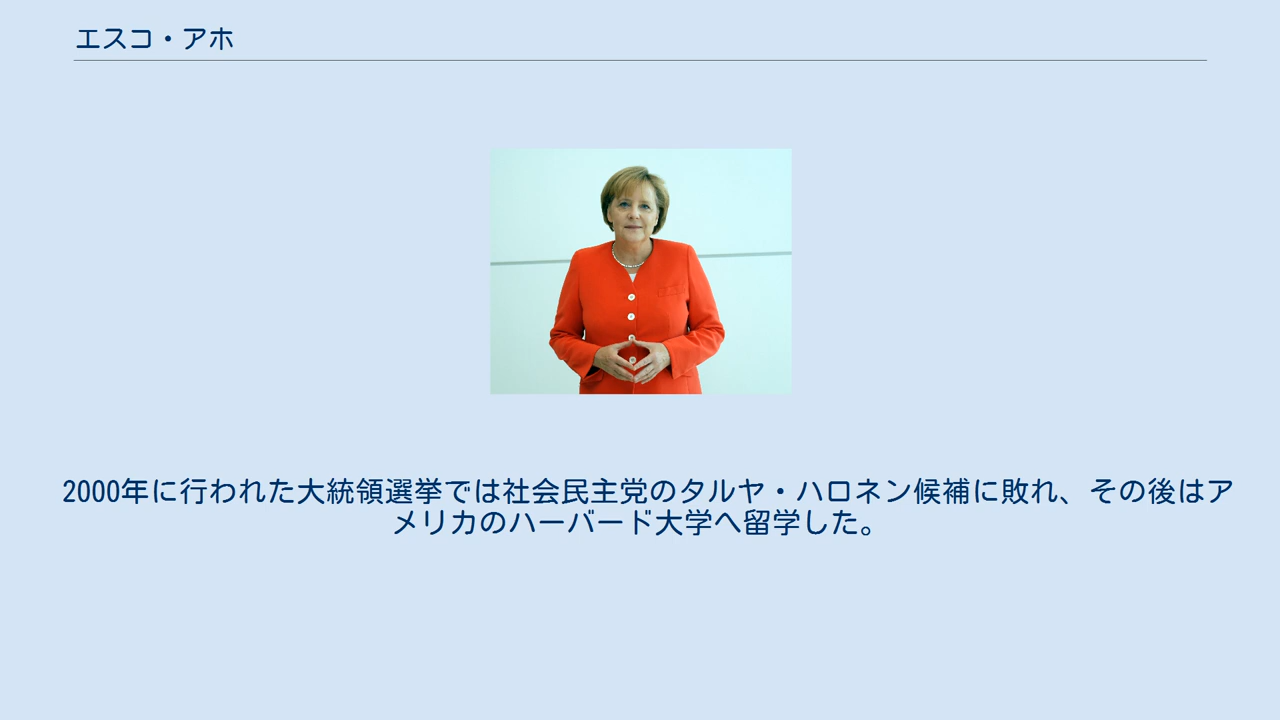 エスコ・アホ
2000年に行われた大統領選挙では社会民主党のタルヤ・ハロネン候補に敗れ、その後はア
メリカのハーバード大学へ留学した。